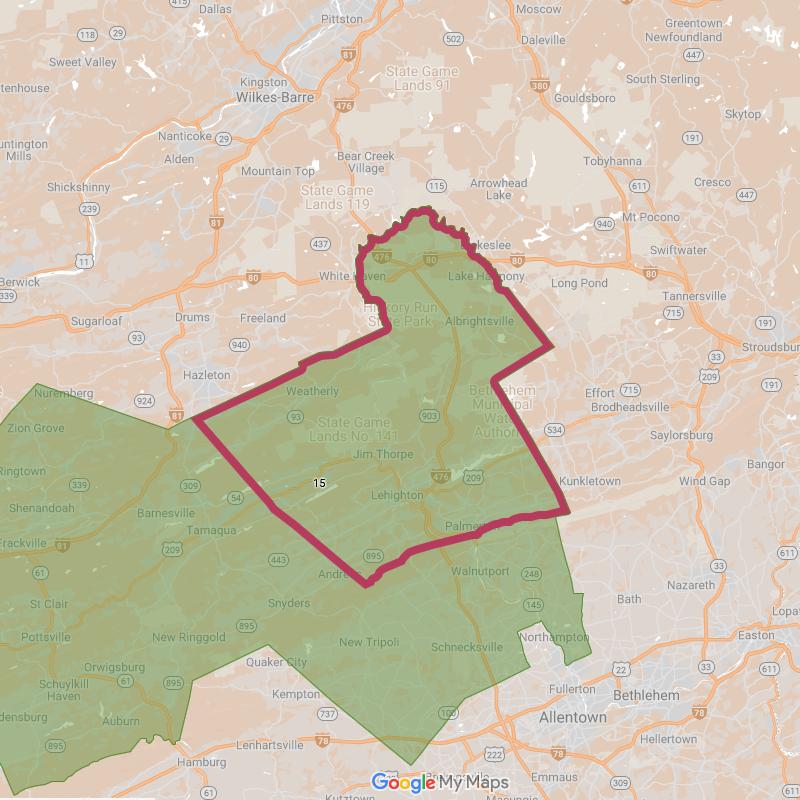 Dallas
Pittston
Moscow
415
118
29
502
Daleville
Greentown
Newfoundland
81
447
Sweet Valley
Kingston
Wilkes-Barre
State Game
Lands 91
476
380
South Sterling
Gouldsboro
Skytop
Nanticoke
29
Alden
191
Mills
Bear Creek
Village
Mountain Top
Tobyhanna
Shickshinny
State Game
Lands 119
115
Arrowhead
Lake
611
Cresco
447
239
81
940
Mt Pocono
437
Swiftwater
11
476
80
80
Berwick
339
80
White Haven
Lake Harmony
80
Long Pond
Tannersville
Sugarloaf
Drums
Freeland
Hickory Run
State Park
Albrightsville
191
93
940
33
Stroudsburg
Hazleton
209
Nuremberg
924
Weatherly
Bethlehem
Municipal
Water
Authority
Effort
715
191
Brodheadsville
81
93
903
Zion Grove
State Game
Lands No. 141
534
Saylorsburg
Jim Thorpe
Bangor
Ringtown
339
309
15
476
209
Kunkletown
Wind Gap
54
Lehighton
Shenandoah
Barnesville
Tamaqua
Palmerton
Frackville
81
209
611
443
895
Andreas
Walnutport
248
33
61
Nazareth
St Clair
Snyders
145
Bath
895
Pottsville
New Ringgold
New Tripoli
Schnecksville
Northampton
Easton
Quaker City
22
33
611
Orwigsburg
61
895
Schuylkill
Haven
Kempton
Fullerton
Bethlehem
Auburn
737
100
Allentown
78
895
Lenhartsville
78
Hellertown
222
78
Hamburg
61
Emmaus
309
Google My Maps
Kutztown